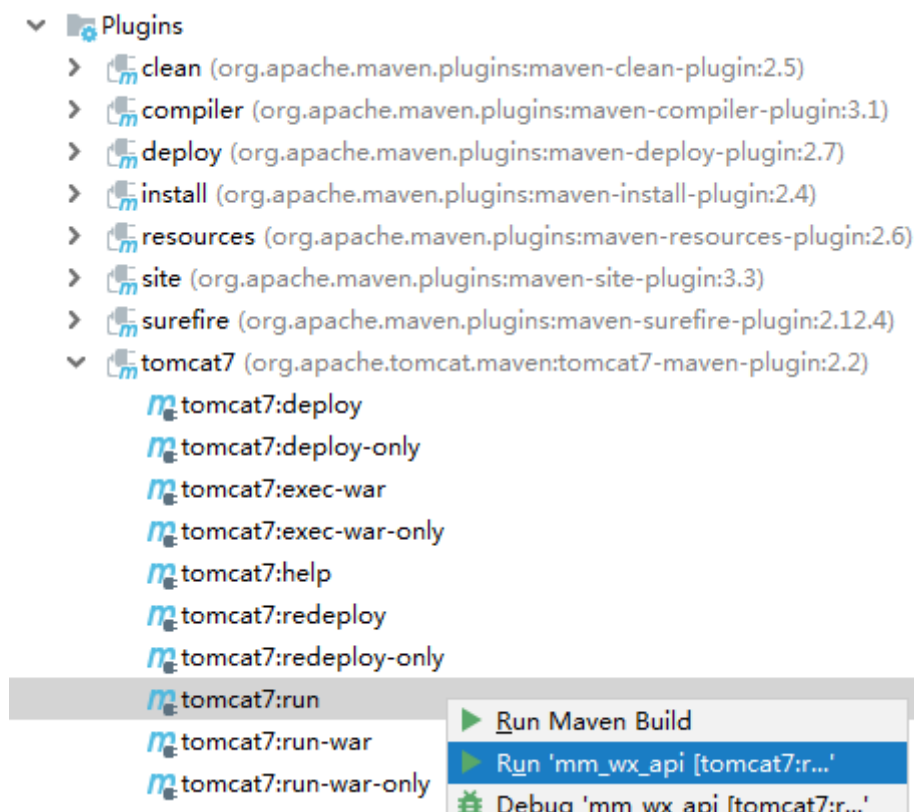 Plugins
clean (org.apache.maven.plugins:maven-clean-plugin:2.5)
compiler (org.apache.maven.plugins:maven-compiler-plugin:3.1)
deploy (org.apache.maven.plugins:maven-deploy-plugin:2.7)
install (org.apache.maven.plugins:maven-install-plugin:2.4)
resources (org.apache.maven.plugins:maven-resources-plugin:2.6)
site (org.apache.maven.plugins:maven-site-plugin:3.3)
surefire (org.apache.maven.plugins:maven-surefire-plugin:2.12.4)
tomcat7 (org.apache.tomcat.maven:tomcat7-maven-plugin:2.2)
tomcat7:deploy
tomcat7:deploy-only
tomcat7:exec-war
tomcat7:exec-war-only
tomcat7:help
tomcat7:redeploy
tomcat7:redeploy-only
tomcat7:run
tomcat7:run-war
tomcat7:run-war-only
Run Maven Build
Run 'mm_wx_api [tomcat7:r...'
Debug 'mm_wx_api [tomcat7:r...'